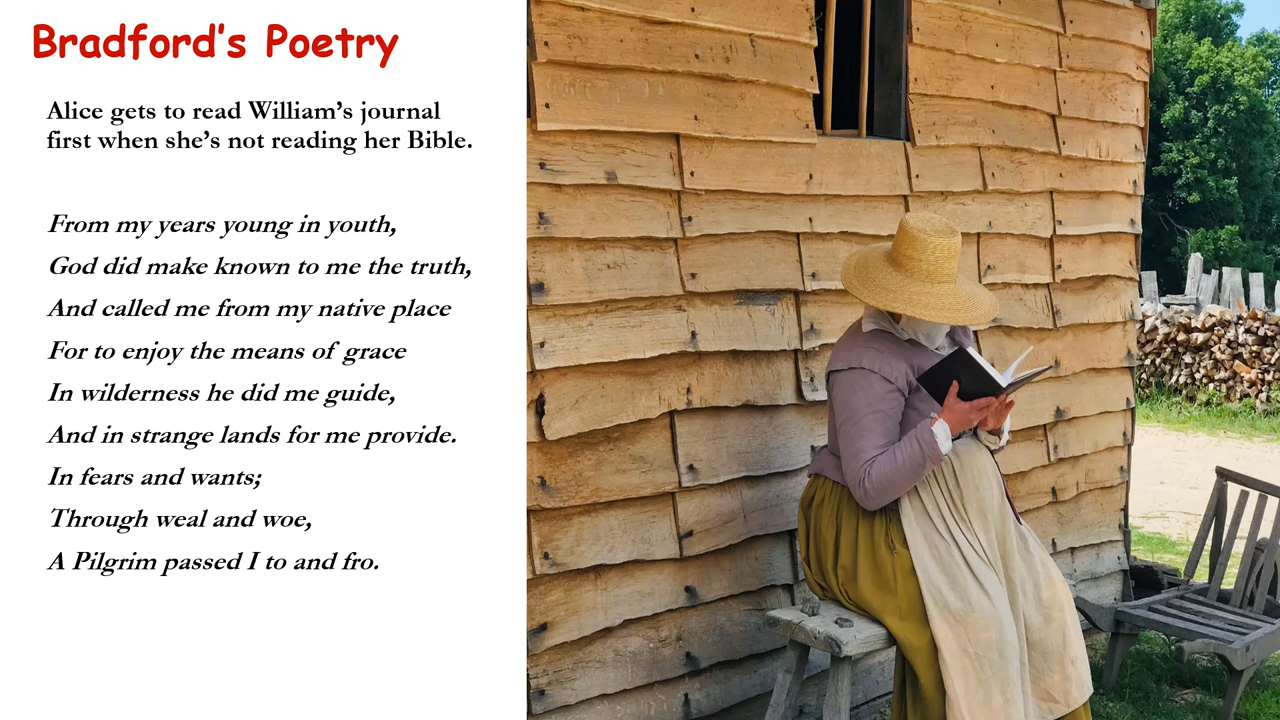 Bradford's Poetry
Alice gets to read William's journal
first when she's not reading her Bible.
From my years young in youth,
God did make known to me the truth,
And called me from my native place
For to enjoy the means of grace
In wilderness he did me guide,
And in strange lands for me provide.
In fears and wants;
Through weal and woe,
A Pilgrim passed I to and fro.